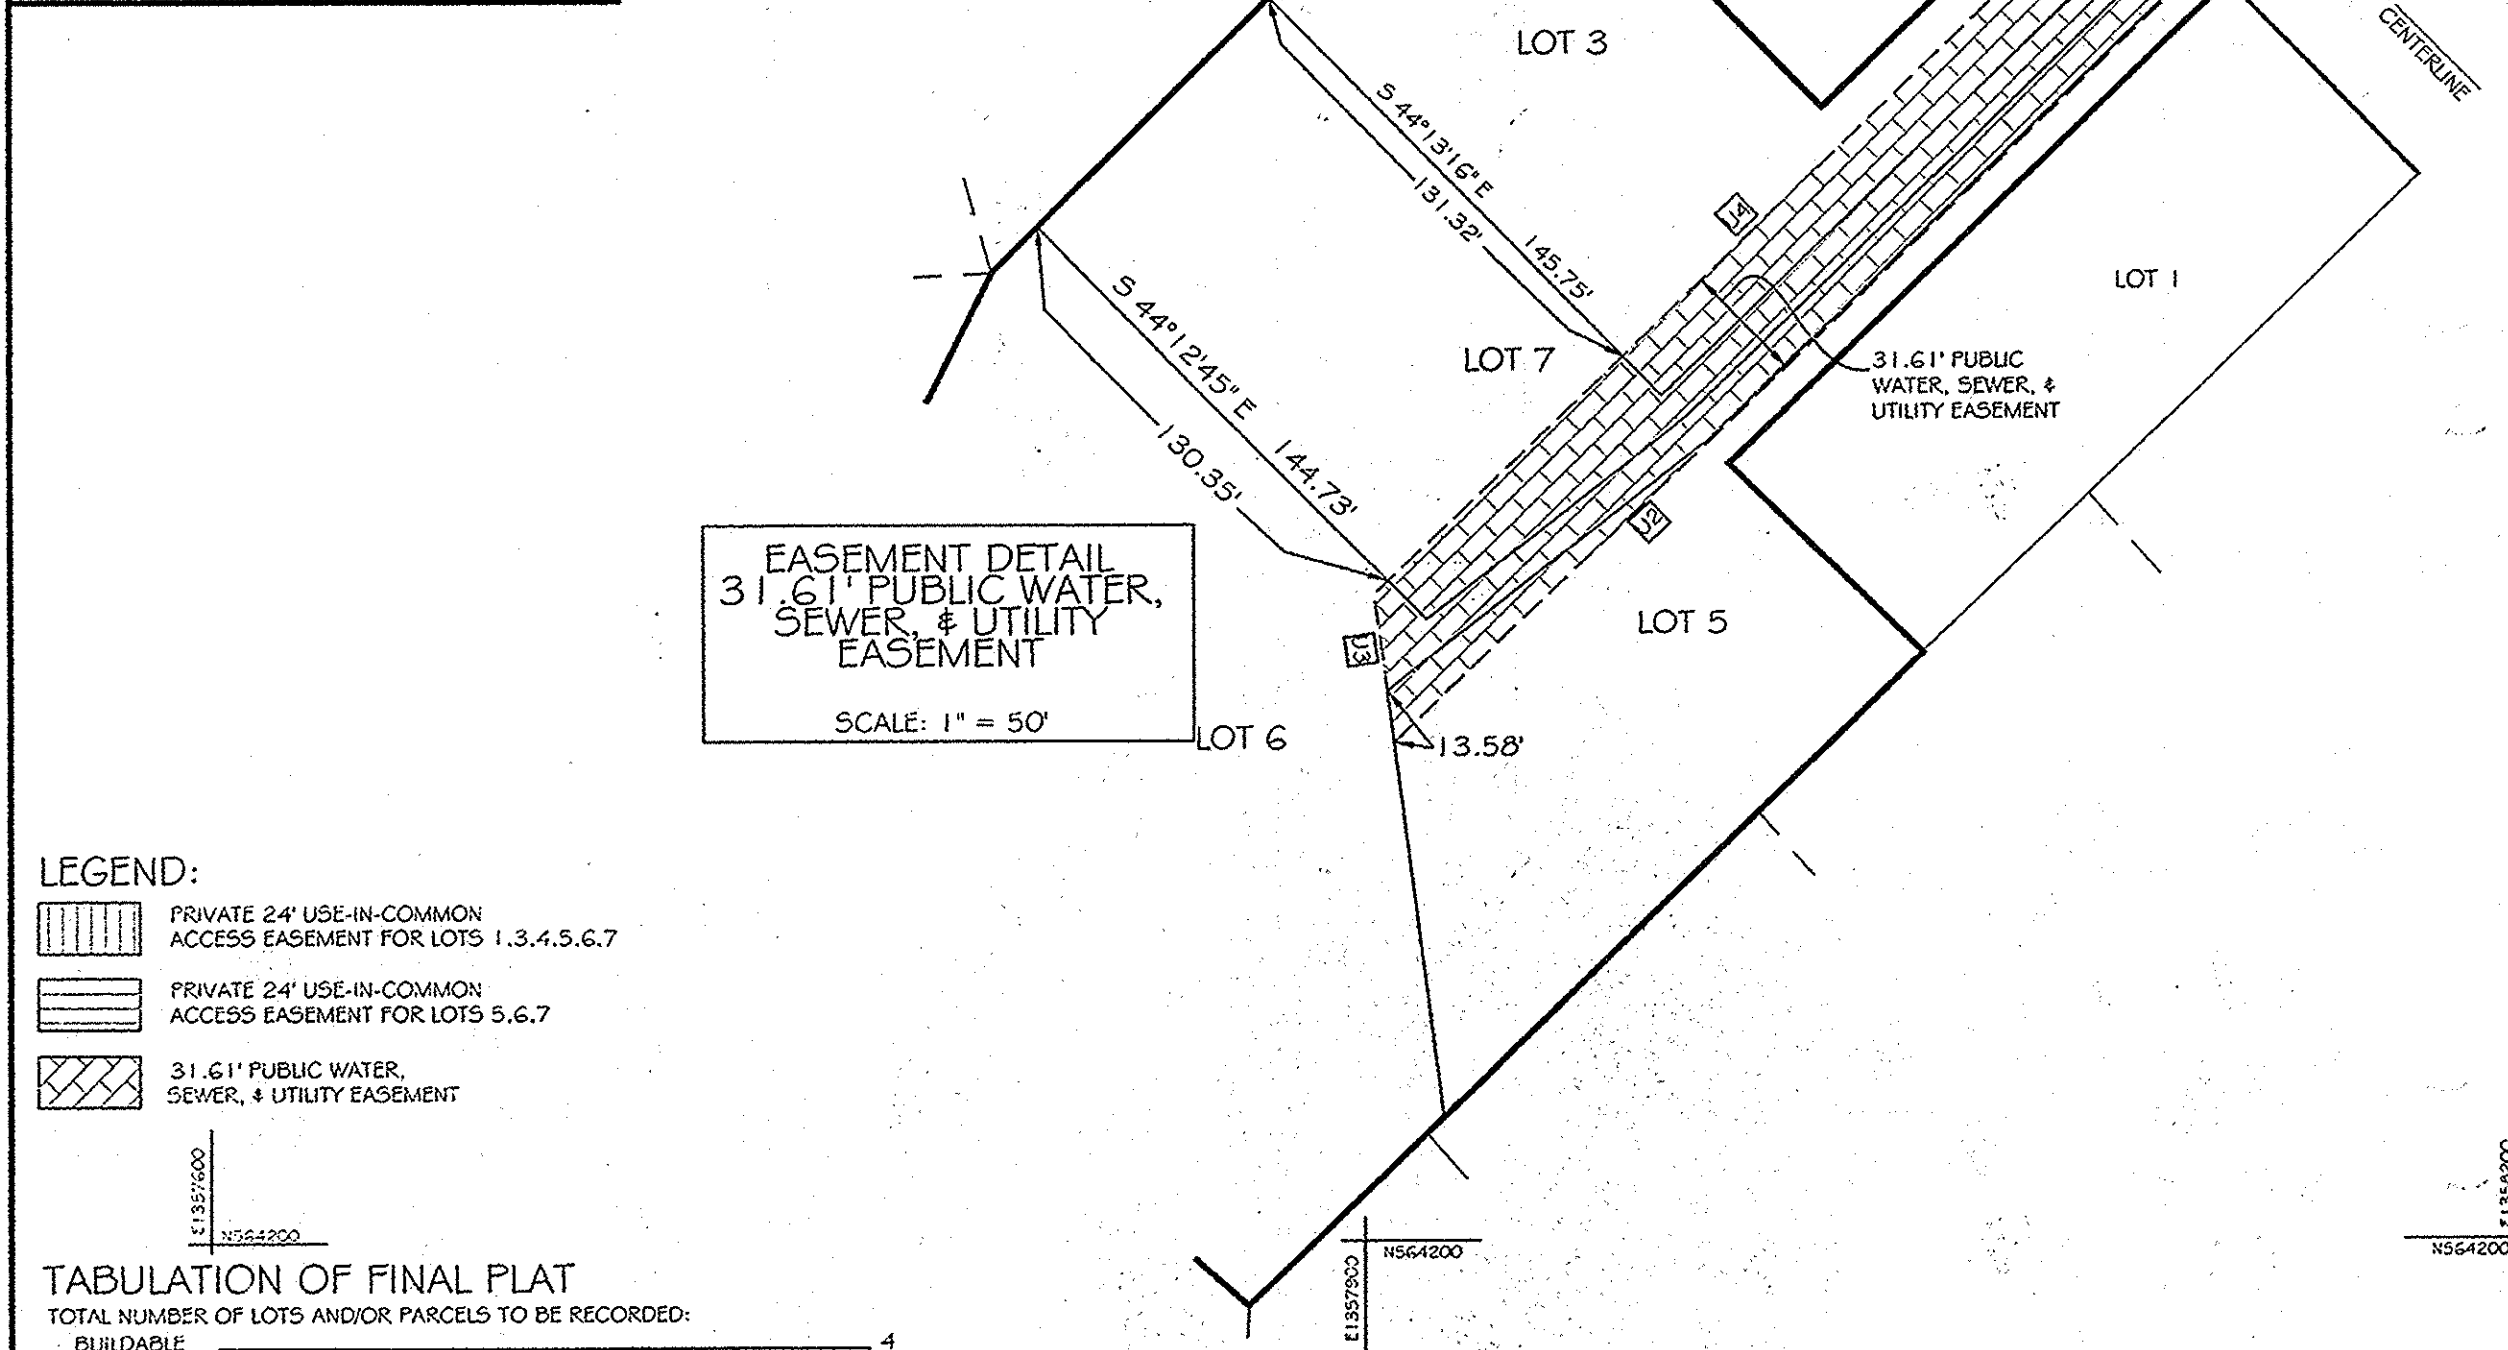 LOT 3
CENTERLINE
S 44°13'16" E
145.75'
131.32'
U4
LOT 1
S 44°12'45" E
144.73'
130.35'
LOT 7
31.61' PUBLIC
WATER, SEWER, &
UTILITY EASEMENT
U2
EASEMENT DETAIL
31.61' PUBLIC WATER,
SEWER, & UTILITY
EASEMENT
SCALE: 1" = 50'
U3
LOT 5
LOT 6
13.58'
LEGEND:
PRIVATE 24' USE-IN-COMMON
ACCESS EASEMENT FOR LOTS 1.3.4.5.6.7
PRIVATE 24' USE-IN-COMMON
ACCESS EASEMENT FOR LOTS 5.6.7
31.61' PUBLIC WATER,
SEWER, & UTILITY EASEMENT
E1357600
N564200
E1357900
N564200
E1358200
N564200
TABULATION OF FINAL PLAT
TOTAL NUMBER OF LOTS AND/OR PARCELS TO BE RECORDED:
BUILDABLE 4